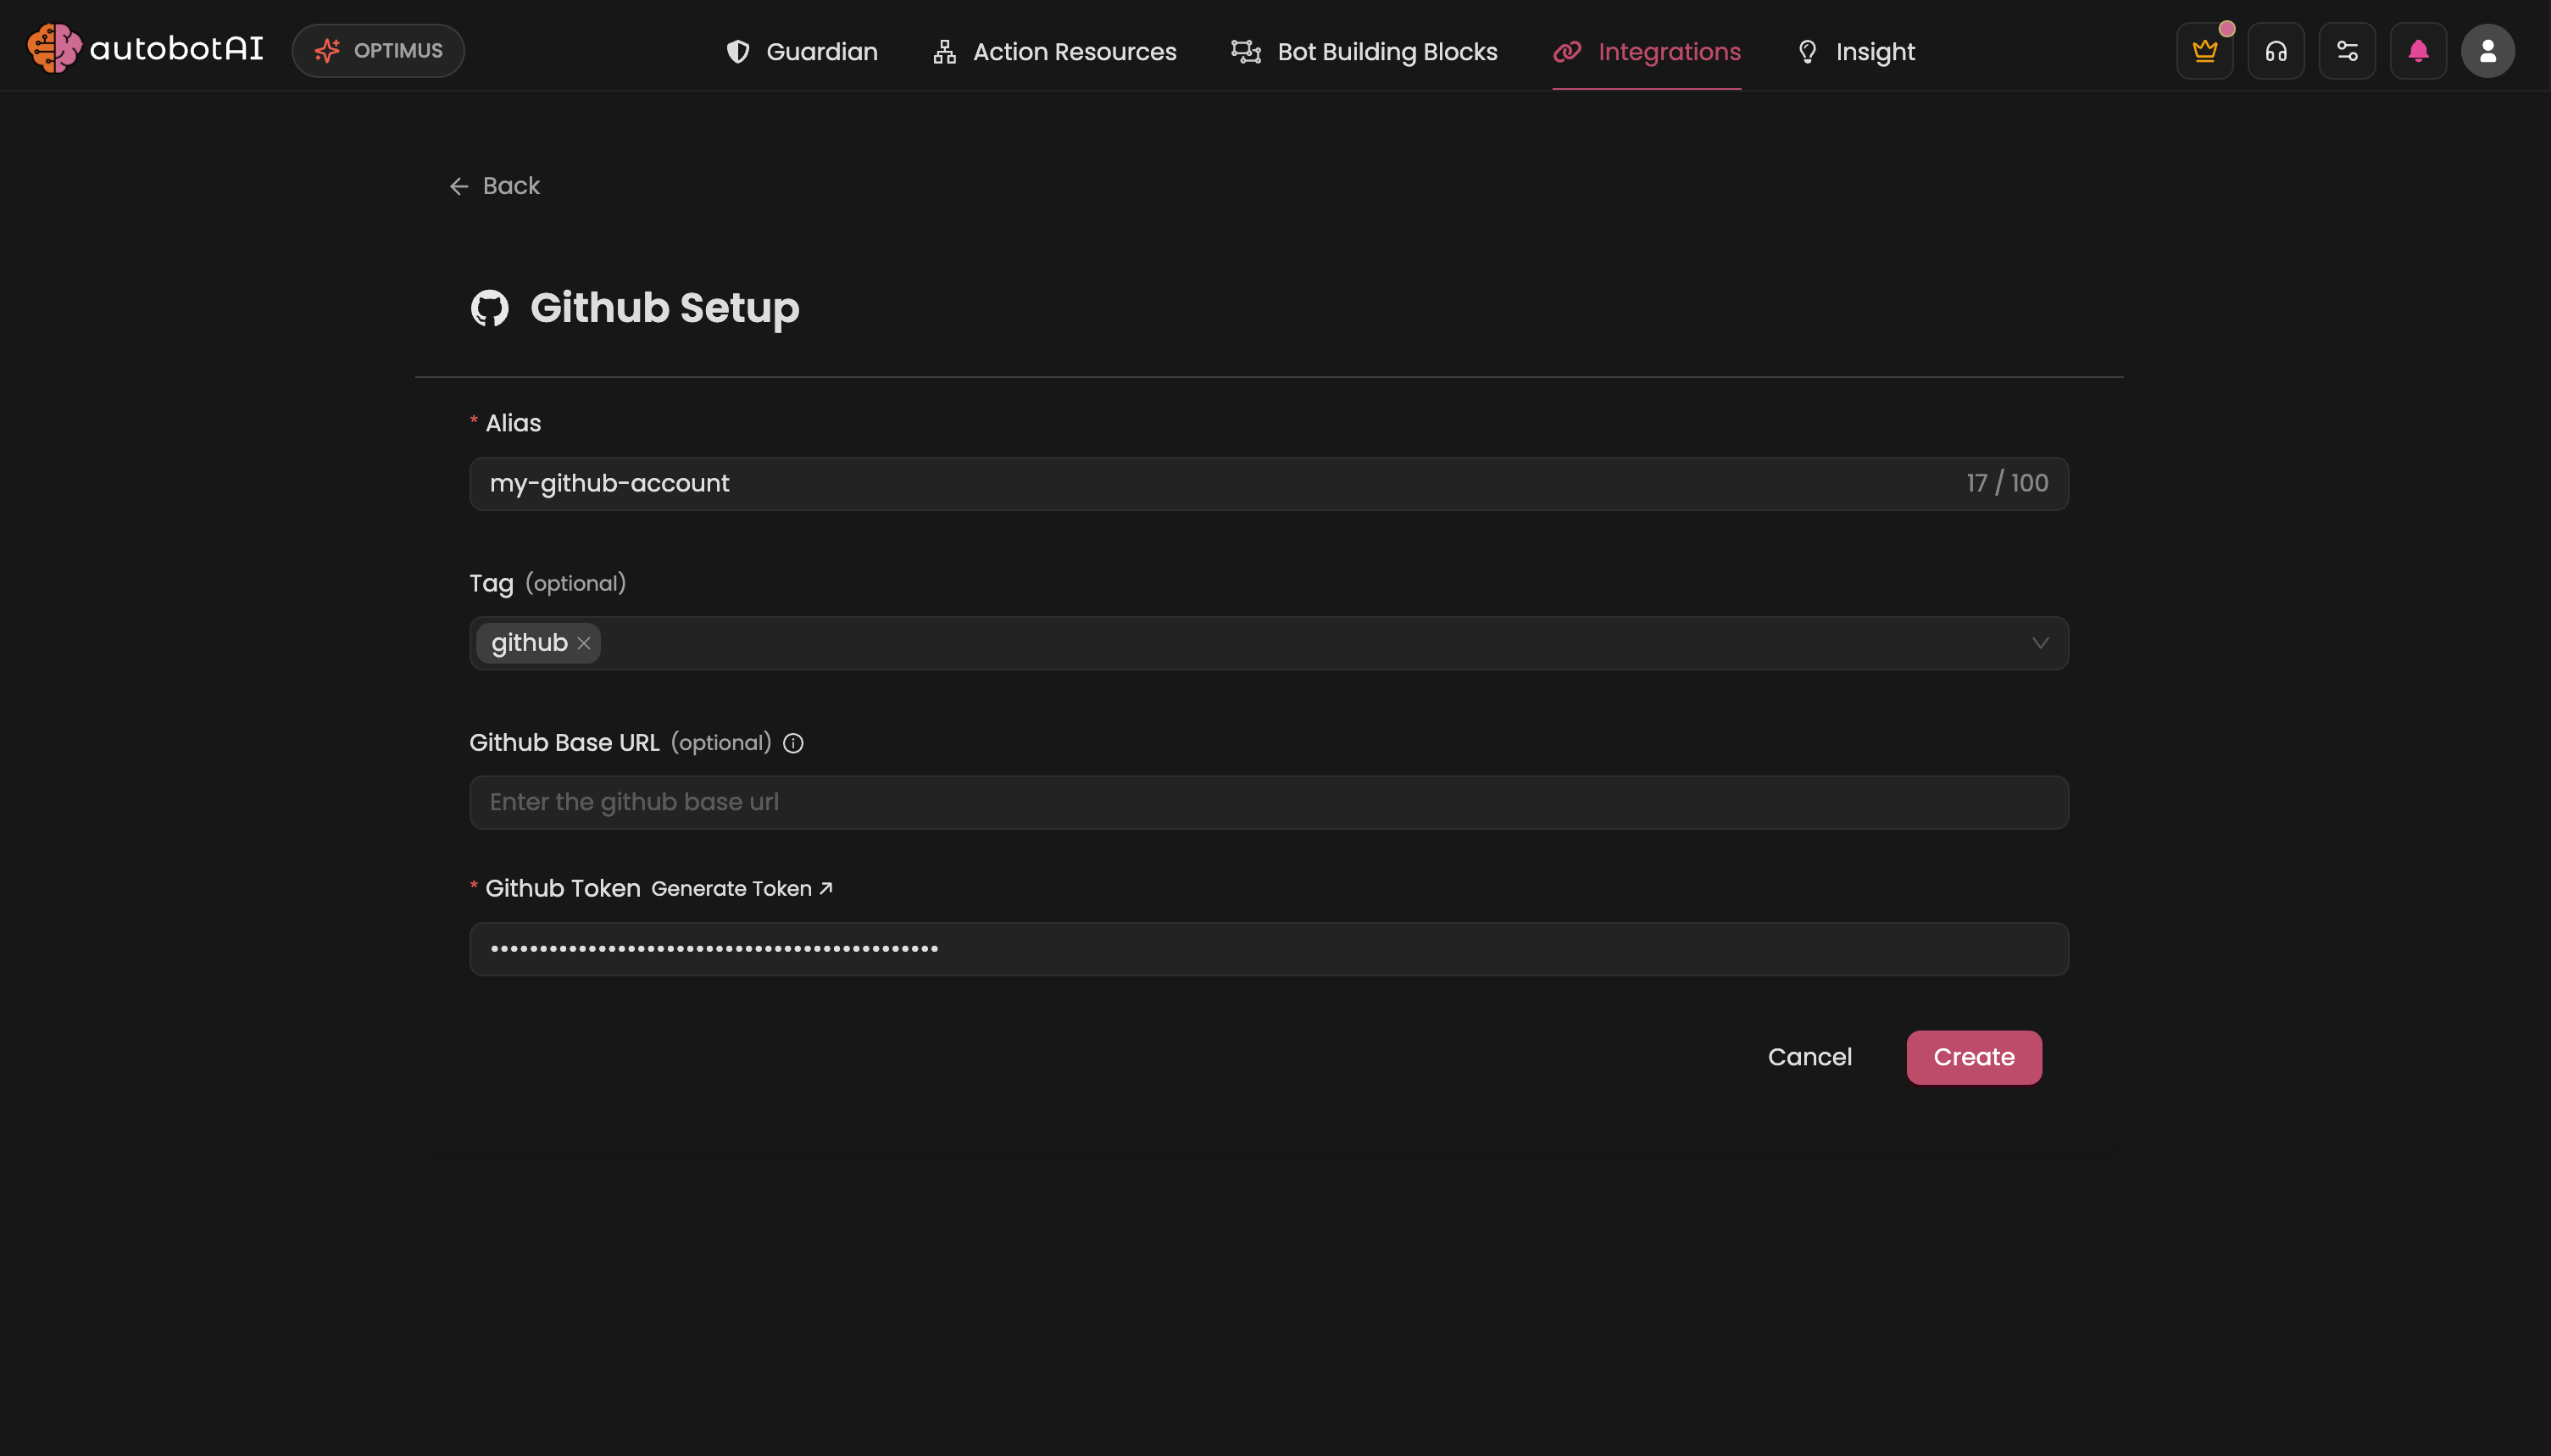 autobotAI
OPTIMUS
Guardian
Action Resources
Bot Building Blocks
Integrations
Insight
Back
Github Setup
* Alias
my-github-account 17 / 100
Tag (optional)
github
Github Base URL (optional)
Enter the github base url
* Github Token Generate Token
••••••••••••••••••••••••••••••••••••••••••••••
Cancel Create